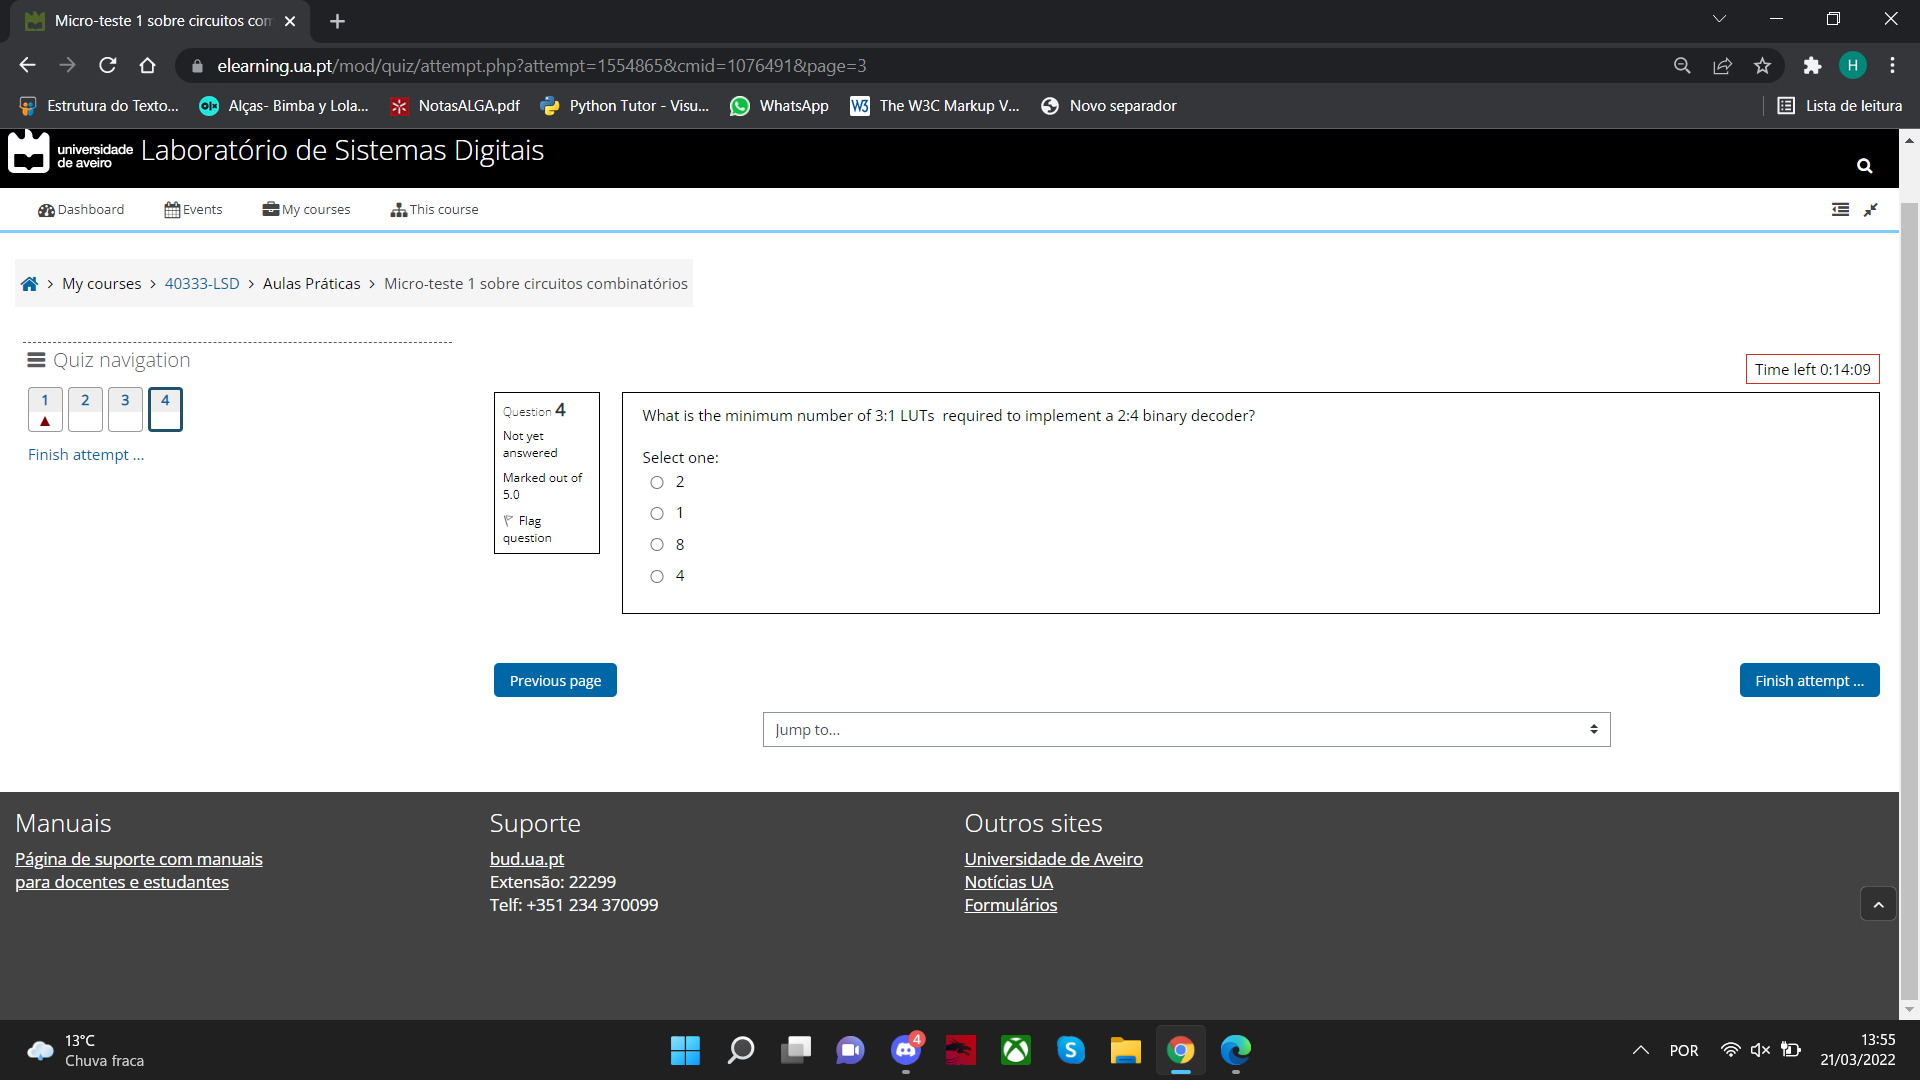 Micro-teste 1 sobre circuitos com
elearning.ua.pt/mod/quiz/attempt.php?attempt=1554865&cmid=1076491&page=3
H
Estrutura do Texto...
Alças- Bimba y Lola...
NotasALGA.pdf
Python Tutor - Visu...
WhatsApp
W3
The W3C Markup V...
Novo separador
Lista de leitura
universidade
de aveiro
Laboratório de Sistemas Digitais
Dashboard
Events
My courses
This course
My courses > 40333-LSD > Aulas Práticas > Micro-teste 1 sobre circuitos combinatórios
Quiz navigation
Time left 0:14:09
1 2 3 4
Finish attempt ...
Question 4
Not yet
answered
Marked out of
5.0
Flag
question
What is the minimum number of 3:1 LUTs required to implement a 2:4 binary decoder?
Select one:
2
1
8
4
Previous page
Finish attempt ...
Jump to...
Manuais
Página de suporte com manuais
para docentes e estudantes
Suporte
bud.ua.pt
Extensão: 22299
Telf: +351 234 370099
Outros sites
Universidade de Aveiro
Notícias UA
Formulários
13°C
Chuva fraca
4
S
POR
13:55
21/03/2022